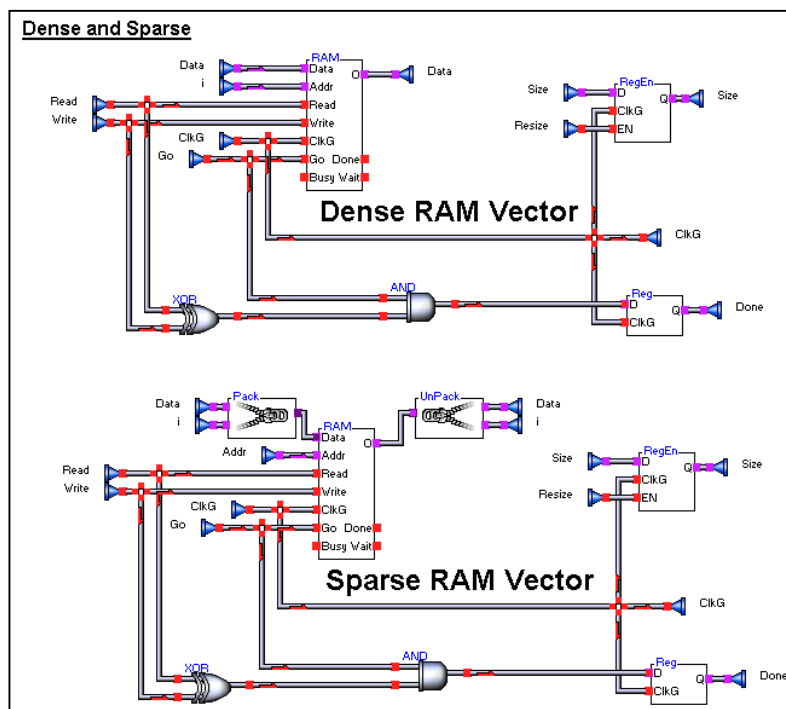 Dense and Sparse
RAM
Data
Data O
Data
i
Addr
Read
Read
Write
Write
ClkG
ClkG
Go
Go Done
Busy Wait
Size
RegEn
D Q
Size
ClkG
Resize
EN
Dense RAM Vector
ClkG
XOR
AND
Reg
D Q
Done
ClkG
Pack
UnPack
Data
i
Data
i
RAM
Data O
Addr
Addr
Read
Read
Write
Write
ClkG
ClkG
Go
Go Done
Busy Wait
Size
RegEn
D Q
Size
ClkG
Resize
EN
Sparse RAM Vector
ClkG
XOR
AND
Reg
D Q
Done
ClkG